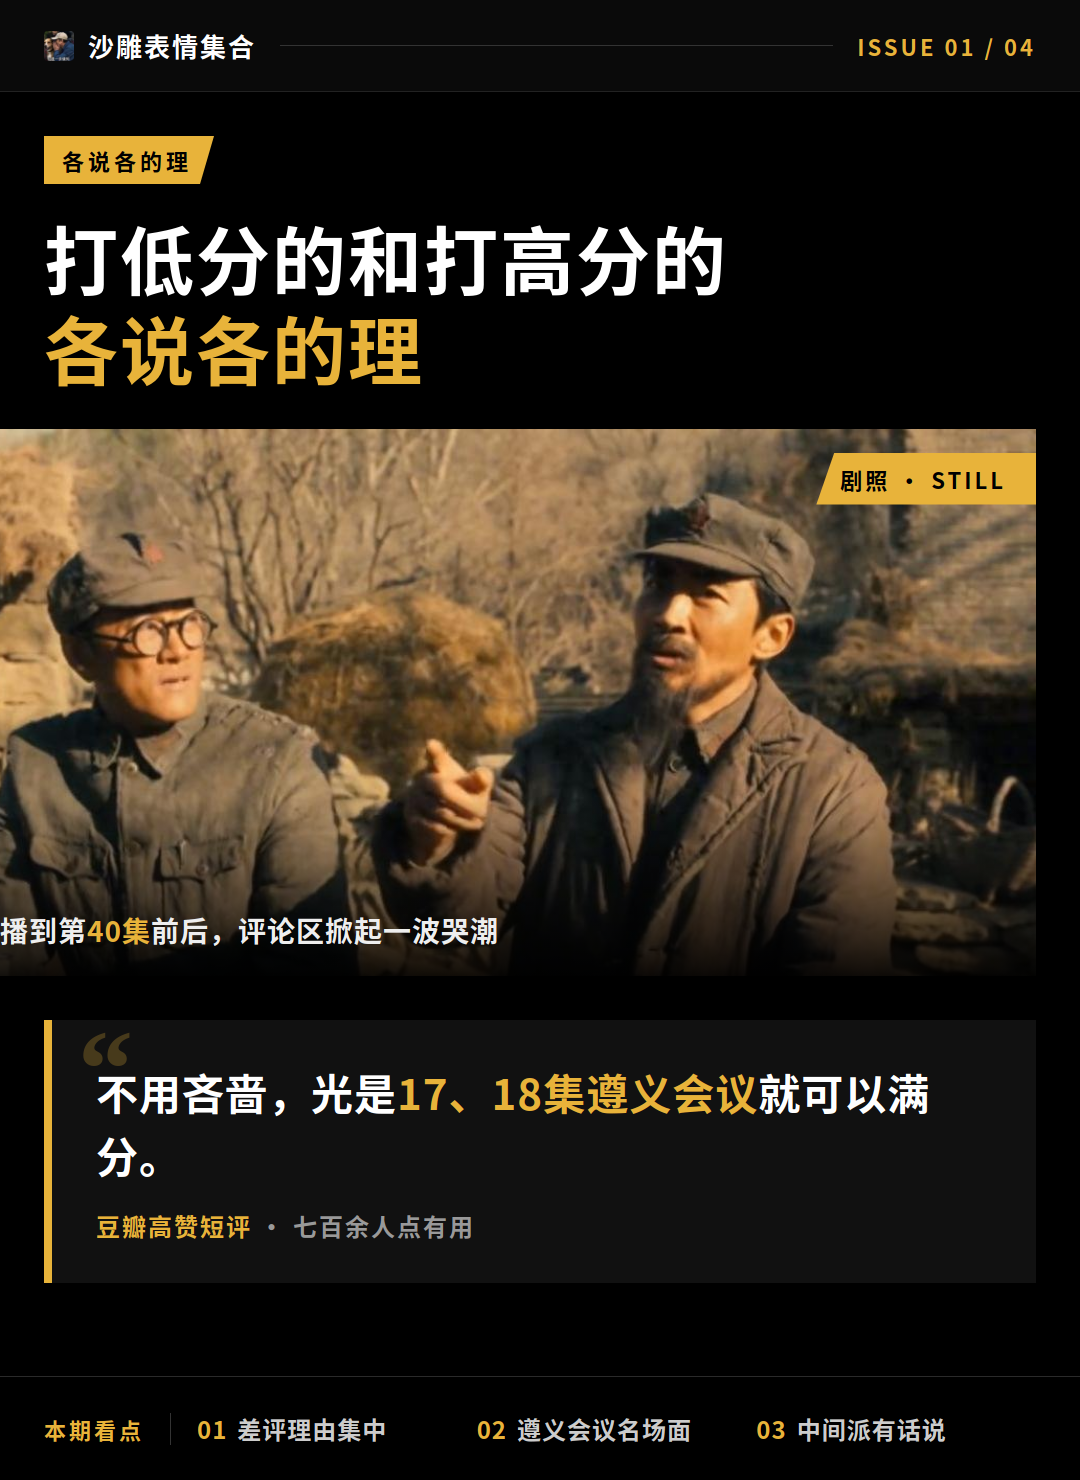 沙雕表情集合
ISSUE 01 / 04
各说各的理
打低分的和打高分的
各说各的理
剧照 · STILL
播到第40集前后，评论区掀起一波哭潮
“
不用吝啬，光是17、18集遵义会议就可以满
分。
豆瓣高赞短评 · 七百余人点有用
本期看点
01 差评理由集中
02 遵义会议名场面
03 中间派有话说